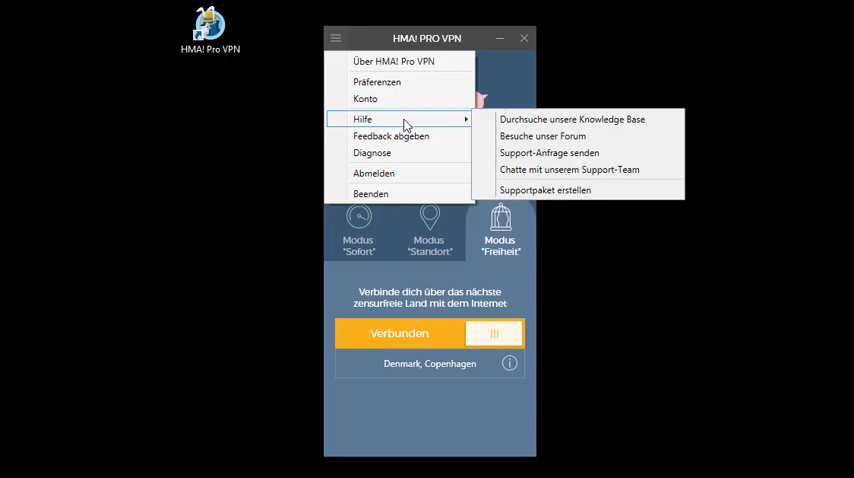 HMA! Pro VPN
HMA! PRO VPN
Über HMA! Pro VPN
Präferenzen
Konto
Hilfe
Feedback abgeben
Diagnose
Abmelden
Beenden
Durchsuche unsere Knowledge Base
Besuche unser Forum
Support-Anfrage senden
Chatte mit unserem Support-Team
Supportpaket erstellen
Modus
"Sofort"
Modus
"Standort"
Modus
"Freiheit"
Verbinde dich über das nächste
zensurfreie Land mit dem Internet
Verbunden
Denmark, Copenhagen